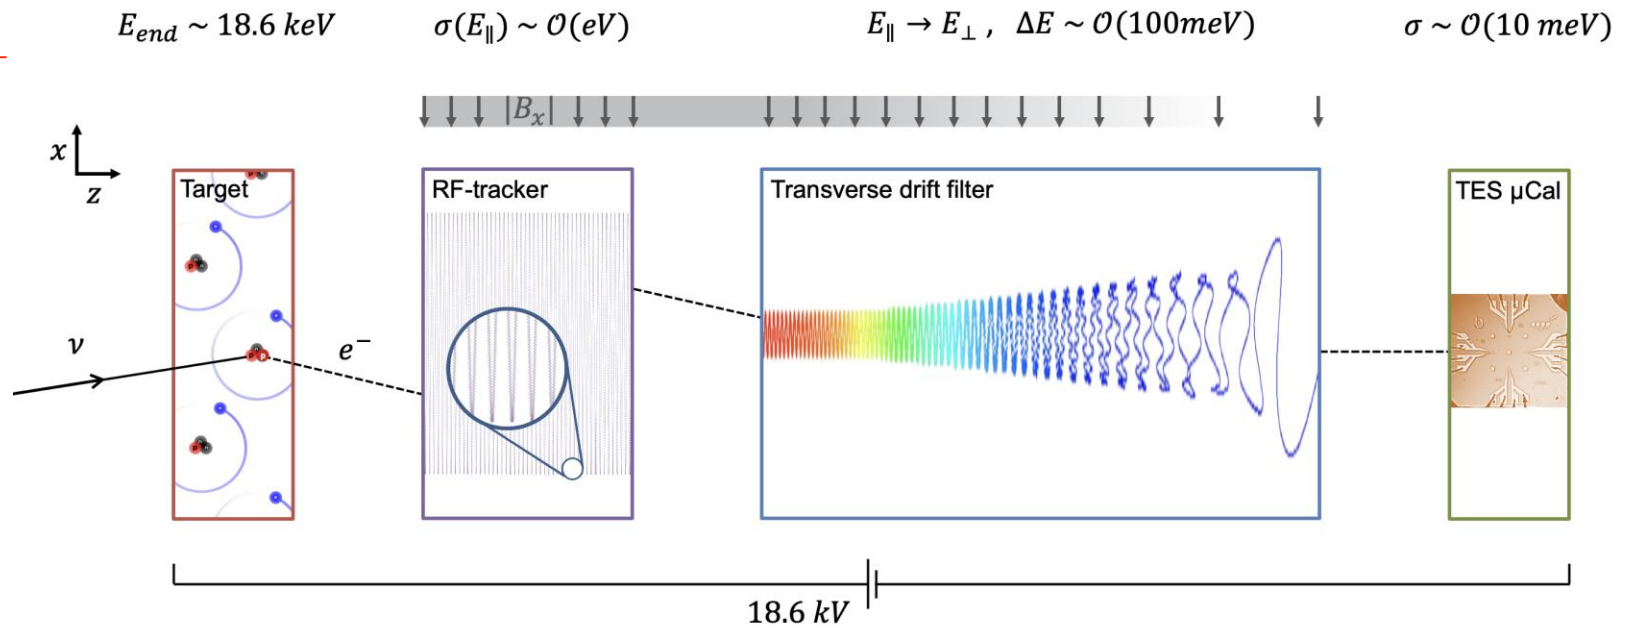 E_end ~ 18.6 keV
σ(E_∥) ~ 𝒪(eV)
E_∥ → E_⊥ , ΔE ~ 𝒪(100meV)
σ ~ 𝒪(10 meV)
|B_x|
x
z
Target
RF-tracker
Transverse drift filter
TES µCal
ν
e⁻
18.6 kV